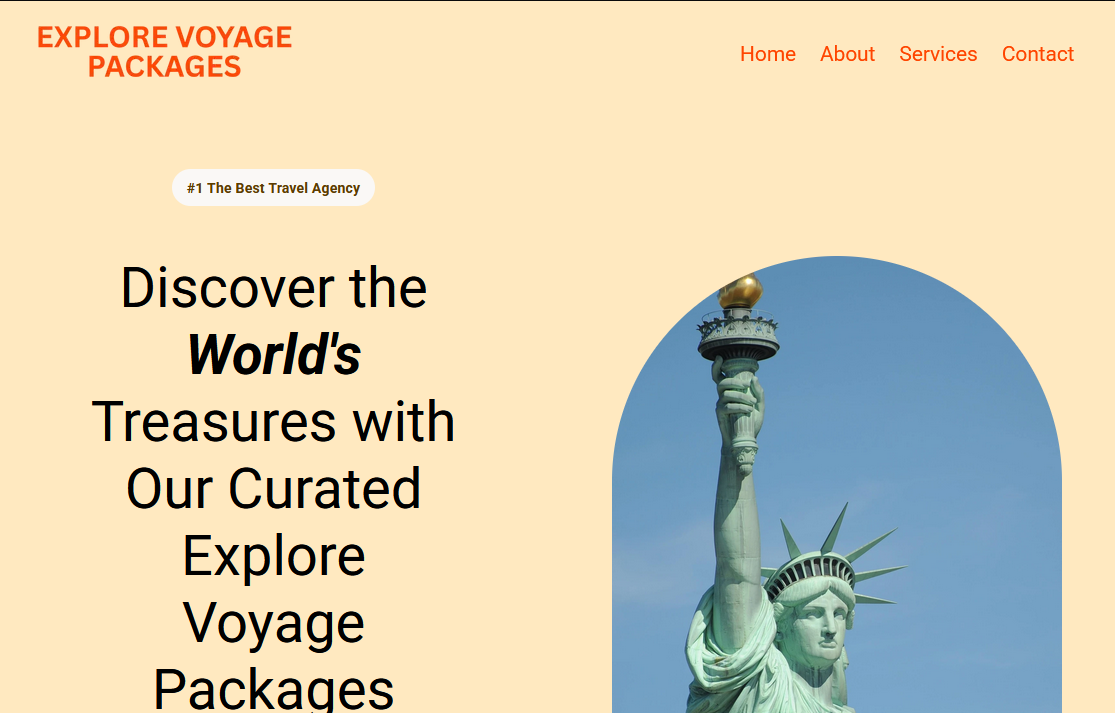 EXPLORE VOYAGE
PACKAGES
Home About Services Contact
#1 The Best Travel Agency
Discover the
World's
Treasures with
Our Curated
Explore
Voyage
Packages